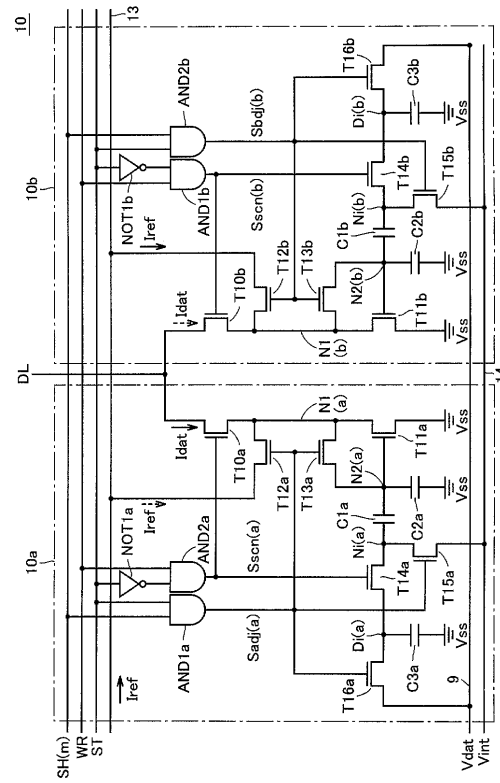 10
13
10b
10a
SH(m)
WR
ST
DL
AND2b
AND1b
NOT1b
Iref
Idat
T10b
T12b
T13b
N1
(b)
T11b
Vss
N2(b)
C2b
Vss
C1b
Ni(b)
T14b
T15b
Di(b)
C3b
Vss
T16b
Sscn(b)
Sbdj(b)
Iref
AND1a
AND2a
NOT1a
Iref
Idat
T10a
T12a
T13a
N1
(a)
T11a
Vss
N2(a)
C2a
Vss
C1a
Ni(a)
T14a
T15a
Di(a)
C3a
Vss
T16a
Sscn(a)
Sadj(a)
9
14
Vdat
Vint